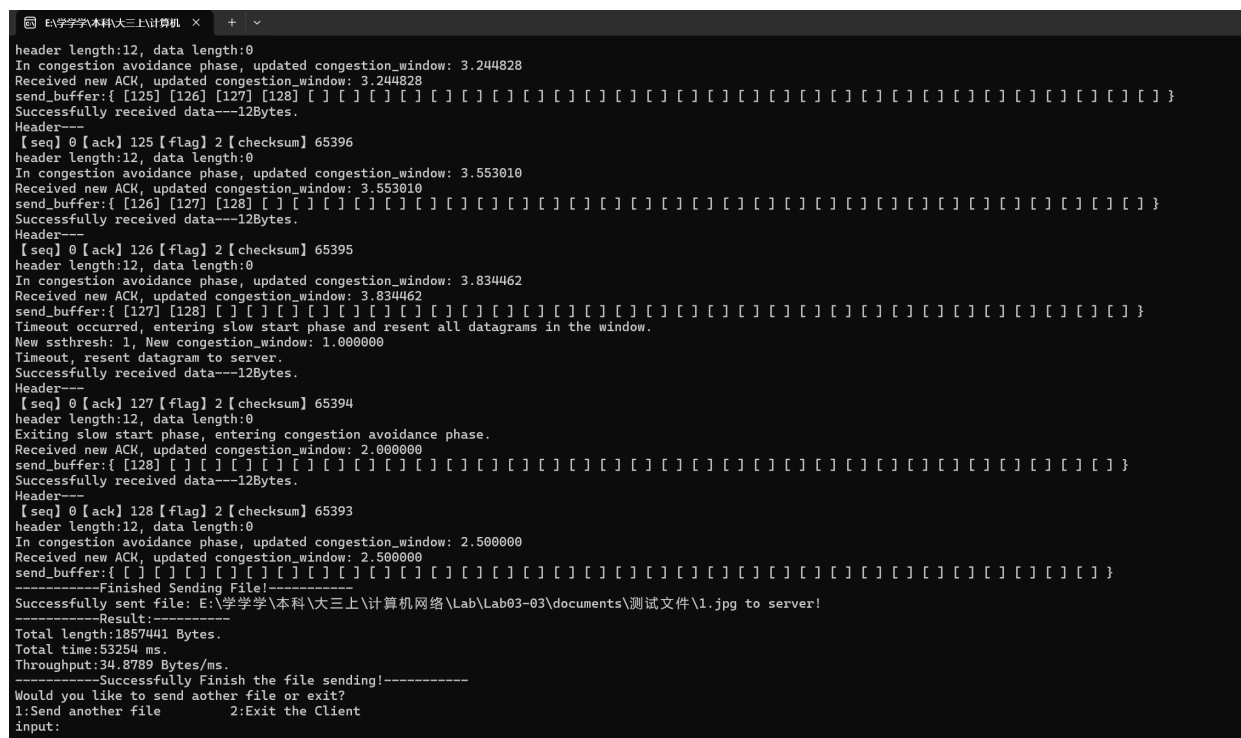 E:\学学学\本科\大三上\计算机
header length:12, data length:0
In congestion avoidance phase, updated congestion_window: 3.244828
Received new ACK, updated congestion_window: 3.244828
send_buffer:{ [125] [126] [127] [128] [ ] [ ] [ ] [ ] [ ] [ ] [ ] [ ] [ ] [ ] [ ] [ ] [ ] [ ] [ ] [ ] [ ] [ ] [ ] [ ] [ ] [ ] [ ] [ ] [ ] [ ] [ ] [ ] }
Successfully received data---12Bytes.
Header---
【seq】0【ack】125【flag】2【checksum】65396
header length:12, data length:0
In congestion avoidance phase, updated congestion_window: 3.553010
Received new ACK, updated congestion_window: 3.553010
send_buffer:{ [126] [127] [128] [ ] [ ] [ ] [ ] [ ] [ ] [ ] [ ] [ ] [ ] [ ] [ ] [ ] [ ] [ ] [ ] [ ] [ ] [ ] [ ] [ ] [ ] [ ] [ ] [ ] [ ] [ ] [ ] [ ] }
Successfully received data---12Bytes.
Header---
【seq】0【ack】126【flag】2【checksum】65395
header length:12, data length:0
In congestion avoidance phase, updated congestion_window: 3.834462
Received new ACK, updated congestion_window: 3.834462
send_buffer:{ [127] [128] [ ] [ ] [ ] [ ] [ ] [ ] [ ] [ ] [ ] [ ] [ ] [ ] [ ] [ ] [ ] [ ] [ ] [ ] [ ] [ ] [ ] [ ] [ ] [ ] [ ] [ ] [ ] [ ] [ ] [ ] }
Timeout occurred, entering slow start phase and resent all datagrams in the window.
New ssthresh: 1, New congestion_window: 1.000000
Timeout, resent datagram to server.
Successfully received data---12Bytes.
Header---
【seq】0【ack】127【flag】2【checksum】65394
header length:12, data length:0
Exiting slow start phase, entering congestion avoidance phase.
Received new ACK, updated congestion_window: 2.000000
send_buffer:{ [128] [ ] [ ] [ ] [ ] [ ] [ ] [ ] [ ] [ ] [ ] [ ] [ ] [ ] [ ] [ ] [ ] [ ] [ ] [ ] [ ] [ ] [ ] [ ] [ ] [ ] [ ] [ ] [ ] [ ] [ ] [ ] }
Successfully received data---12Bytes.
Header---
【seq】0【ack】128【flag】2【checksum】65393
header length:12, data length:0
In congestion avoidance phase, updated congestion_window: 2.500000
Received new ACK, updated congestion_window: 2.500000
send_buffer:{ [ ] [ ] [ ] [ ] [ ] [ ] [ ] [ ] [ ] [ ] [ ] [ ] [ ] [ ] [ ] [ ] [ ] [ ] [ ] [ ] [ ] [ ] [ ] [ ] [ ] [ ] [ ] [ ] [ ] [ ] [ ] [ ] }
-----------Finished Sending File!-----------
Successfully sent file: E:\学学学\本科\大三上\计算机网络\Lab\Lab03-03\documents\测试文件\1.jpg to server!
-----------Result:----------
Total length:1857441 Bytes.
Total time:53254 ms.
Throughput:34.8789 Bytes/ms.
-----------Successfully Finish the file sending!-----------
Would you like to send aother file or exit?
1:Send another file         2:Exit the Client
input: